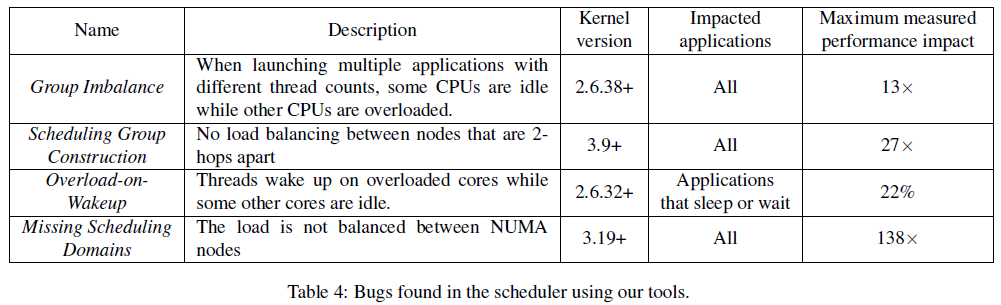 Name Description Kernel version Impacted applications Maximum measured performance impact
Group Imbalance
When launching multiple applications with
different thread counts, some CPUs are idle
while other CPUs are overloaded.
2.6.38+ All 13×
Scheduling Group
Construction
No load balancing between nodes that are 2-
hops apart
3.9+ All 27×
Overload-on-
Wakeup
Threads wake up on overloaded cores while
some other cores are idle.
2.6.32+
Applications
that sleep or wait
22%
Missing Scheduling
Domains
The load is not balanced between NUMA
nodes
3.19+ All 138×
Table 4: Bugs found in the scheduler using our tools.